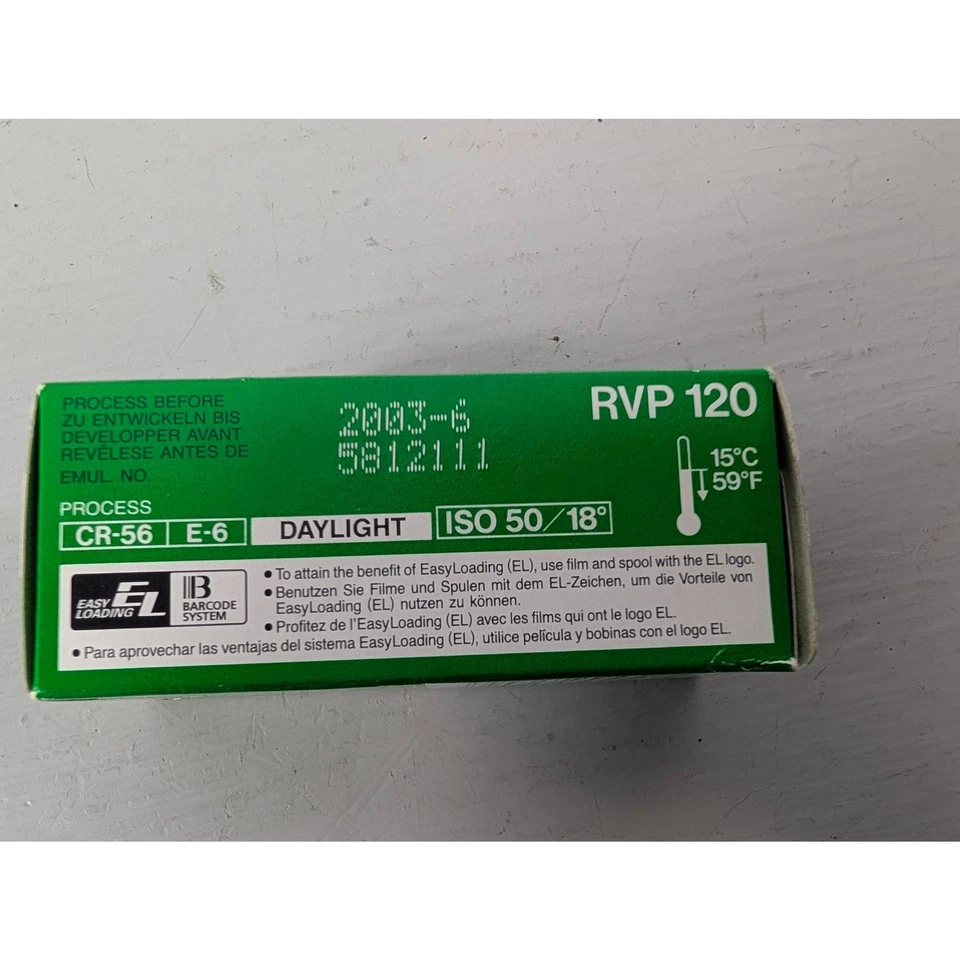 PROCESS BEFORE
ZU ENTWICKELN BIS
DEVELOPPER AVANT
REVÊLESE ANTES DE
EMUL. NO.
2003-6
5812111
RVP 120
15°C
59°F
PROCESS
CR-56 E-6 DAYLIGHT ISO 50/18°
EASY LOADING EL
B BARCODE SYSTEM
• To attain the benefit of EasyLoading (EL), use film and spool with the EL logo.
• Benutzen Sie Filme und Spulen mit dem EL-Zeichen, um die Vorteile von
EasyLoading (EL) nutzen zu können.
• Profitez de l'EasyLoading (EL) avec les films qui ont le logo EL.
• Para aprovechar las ventajas del sistema EasyLoading (EL), utilice película y bobinas con el logo EL.